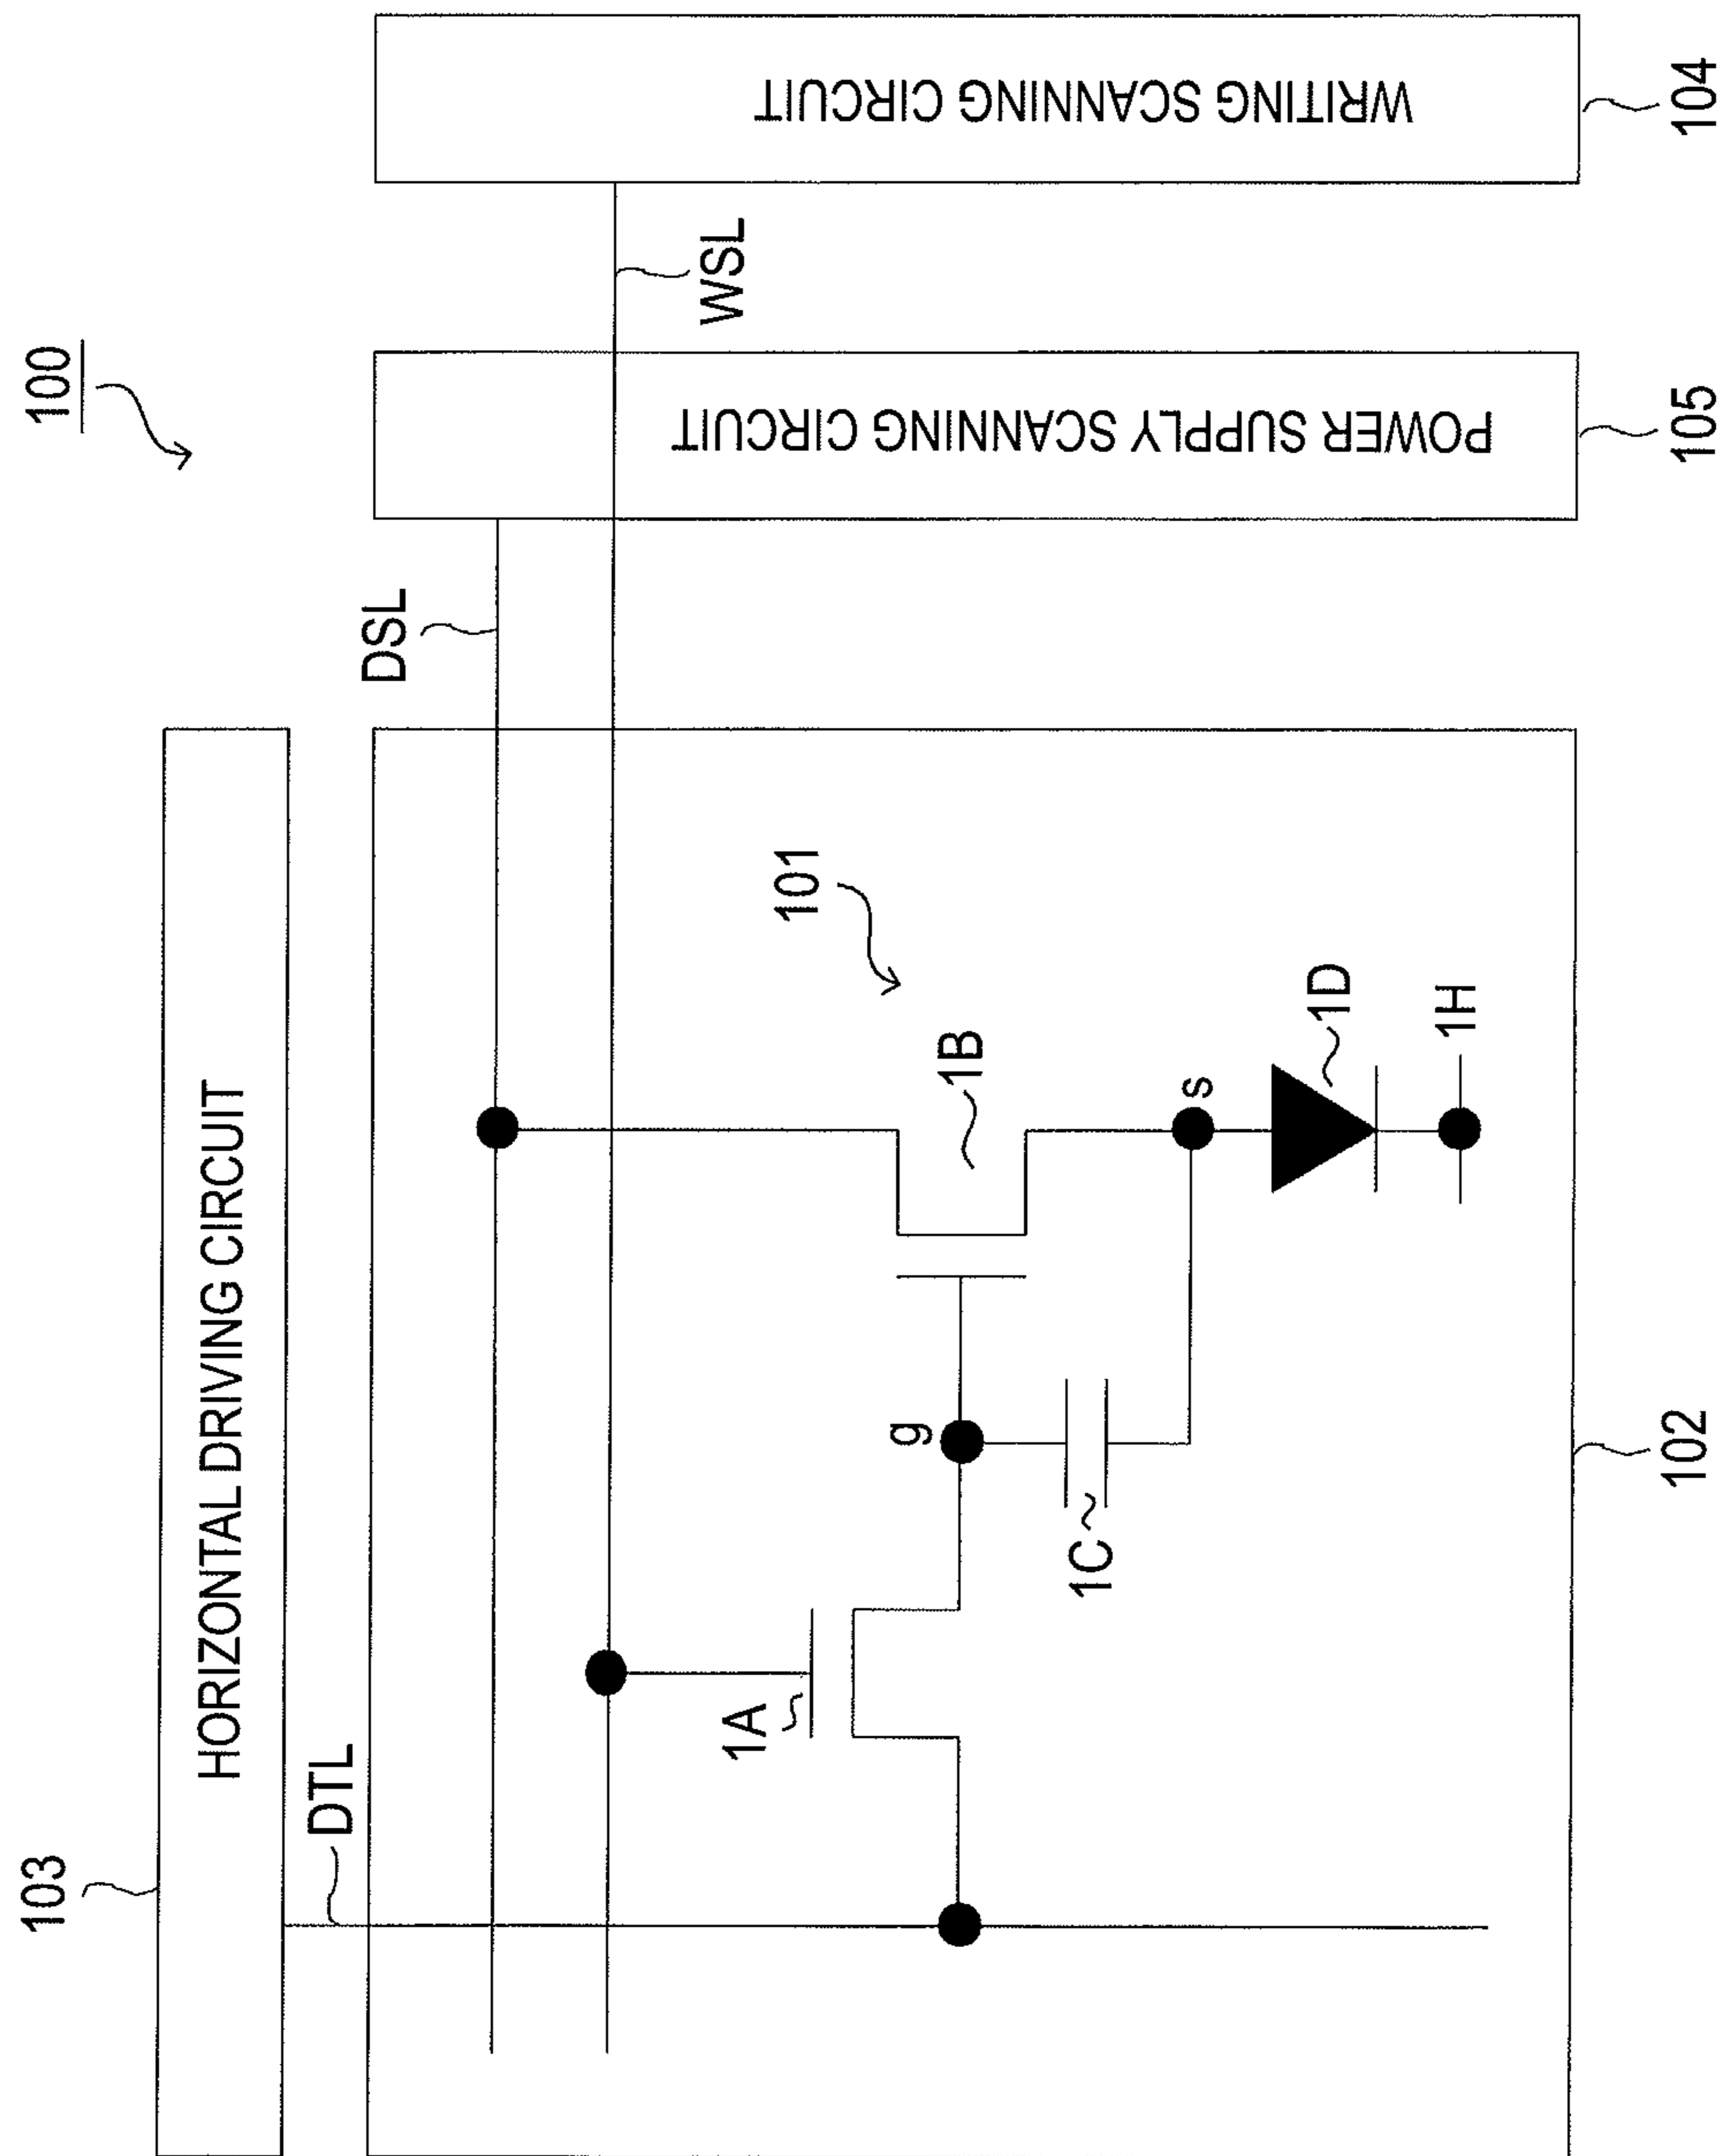 103
100
HORIZONTAL DRIVING CIRCUIT
DTL
DSL
WSL
POWER SUPPLY SCANNING CIRCUIT
WRITING SCANNING CIRCUIT
1A
101
g
1B
1C
s
1D
1H
102
105
104